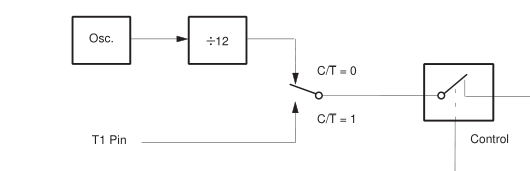 Osc.
÷12
C/T = 0
C/T̅ = 1
T1 Pin
Control